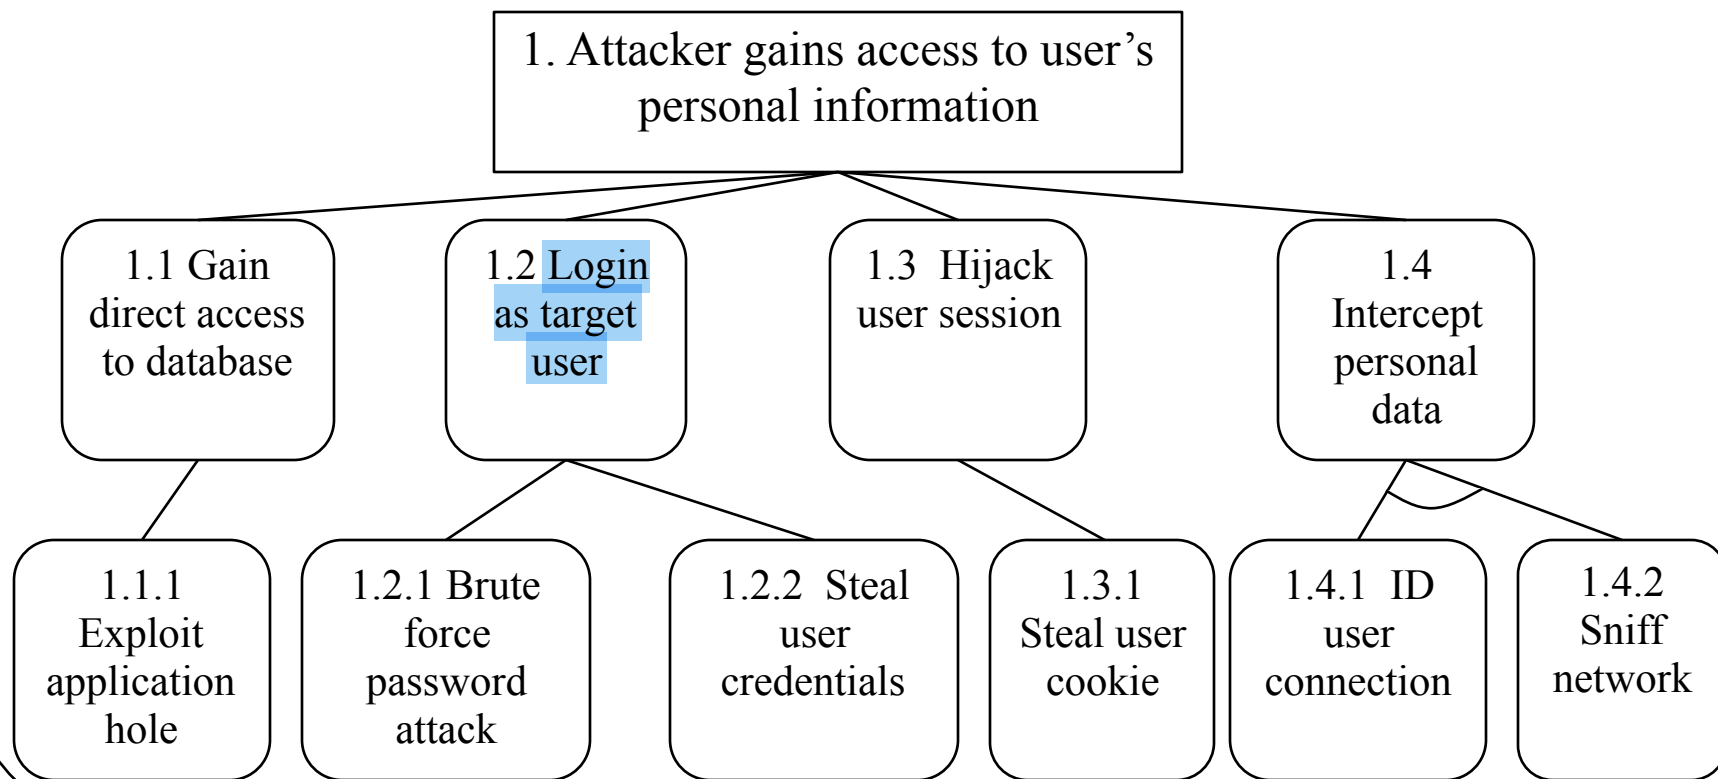 1. Attacker gains access to user’s
personal information
1.1 Gain
direct access
to database
1.2 Login
as target
user
1.3 Hijack
user session
1.4
Intercept
personal
data
1.1.1
Exploit
application
hole
1.2.1 Brute
force
password
attack
1.2.2 Steal
user
credentials
1.3.1
Steal user
cookie
1.4.1 ID
user
connection
1.4.2
Sniff
network